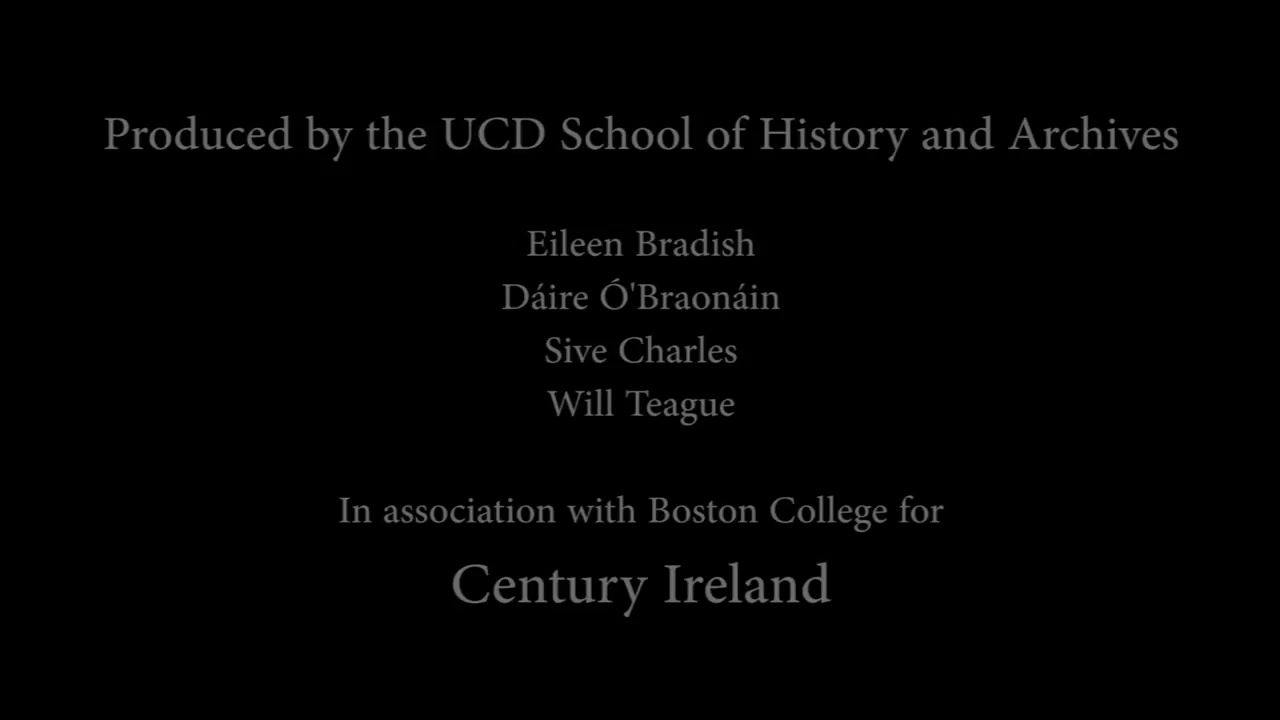 Produced by the UCD School of History and Archives
Eileen Bradish
Dáire Ó'Braonáin
Sive Charles
Will Teague
In association with Boston College for
Century Ireland